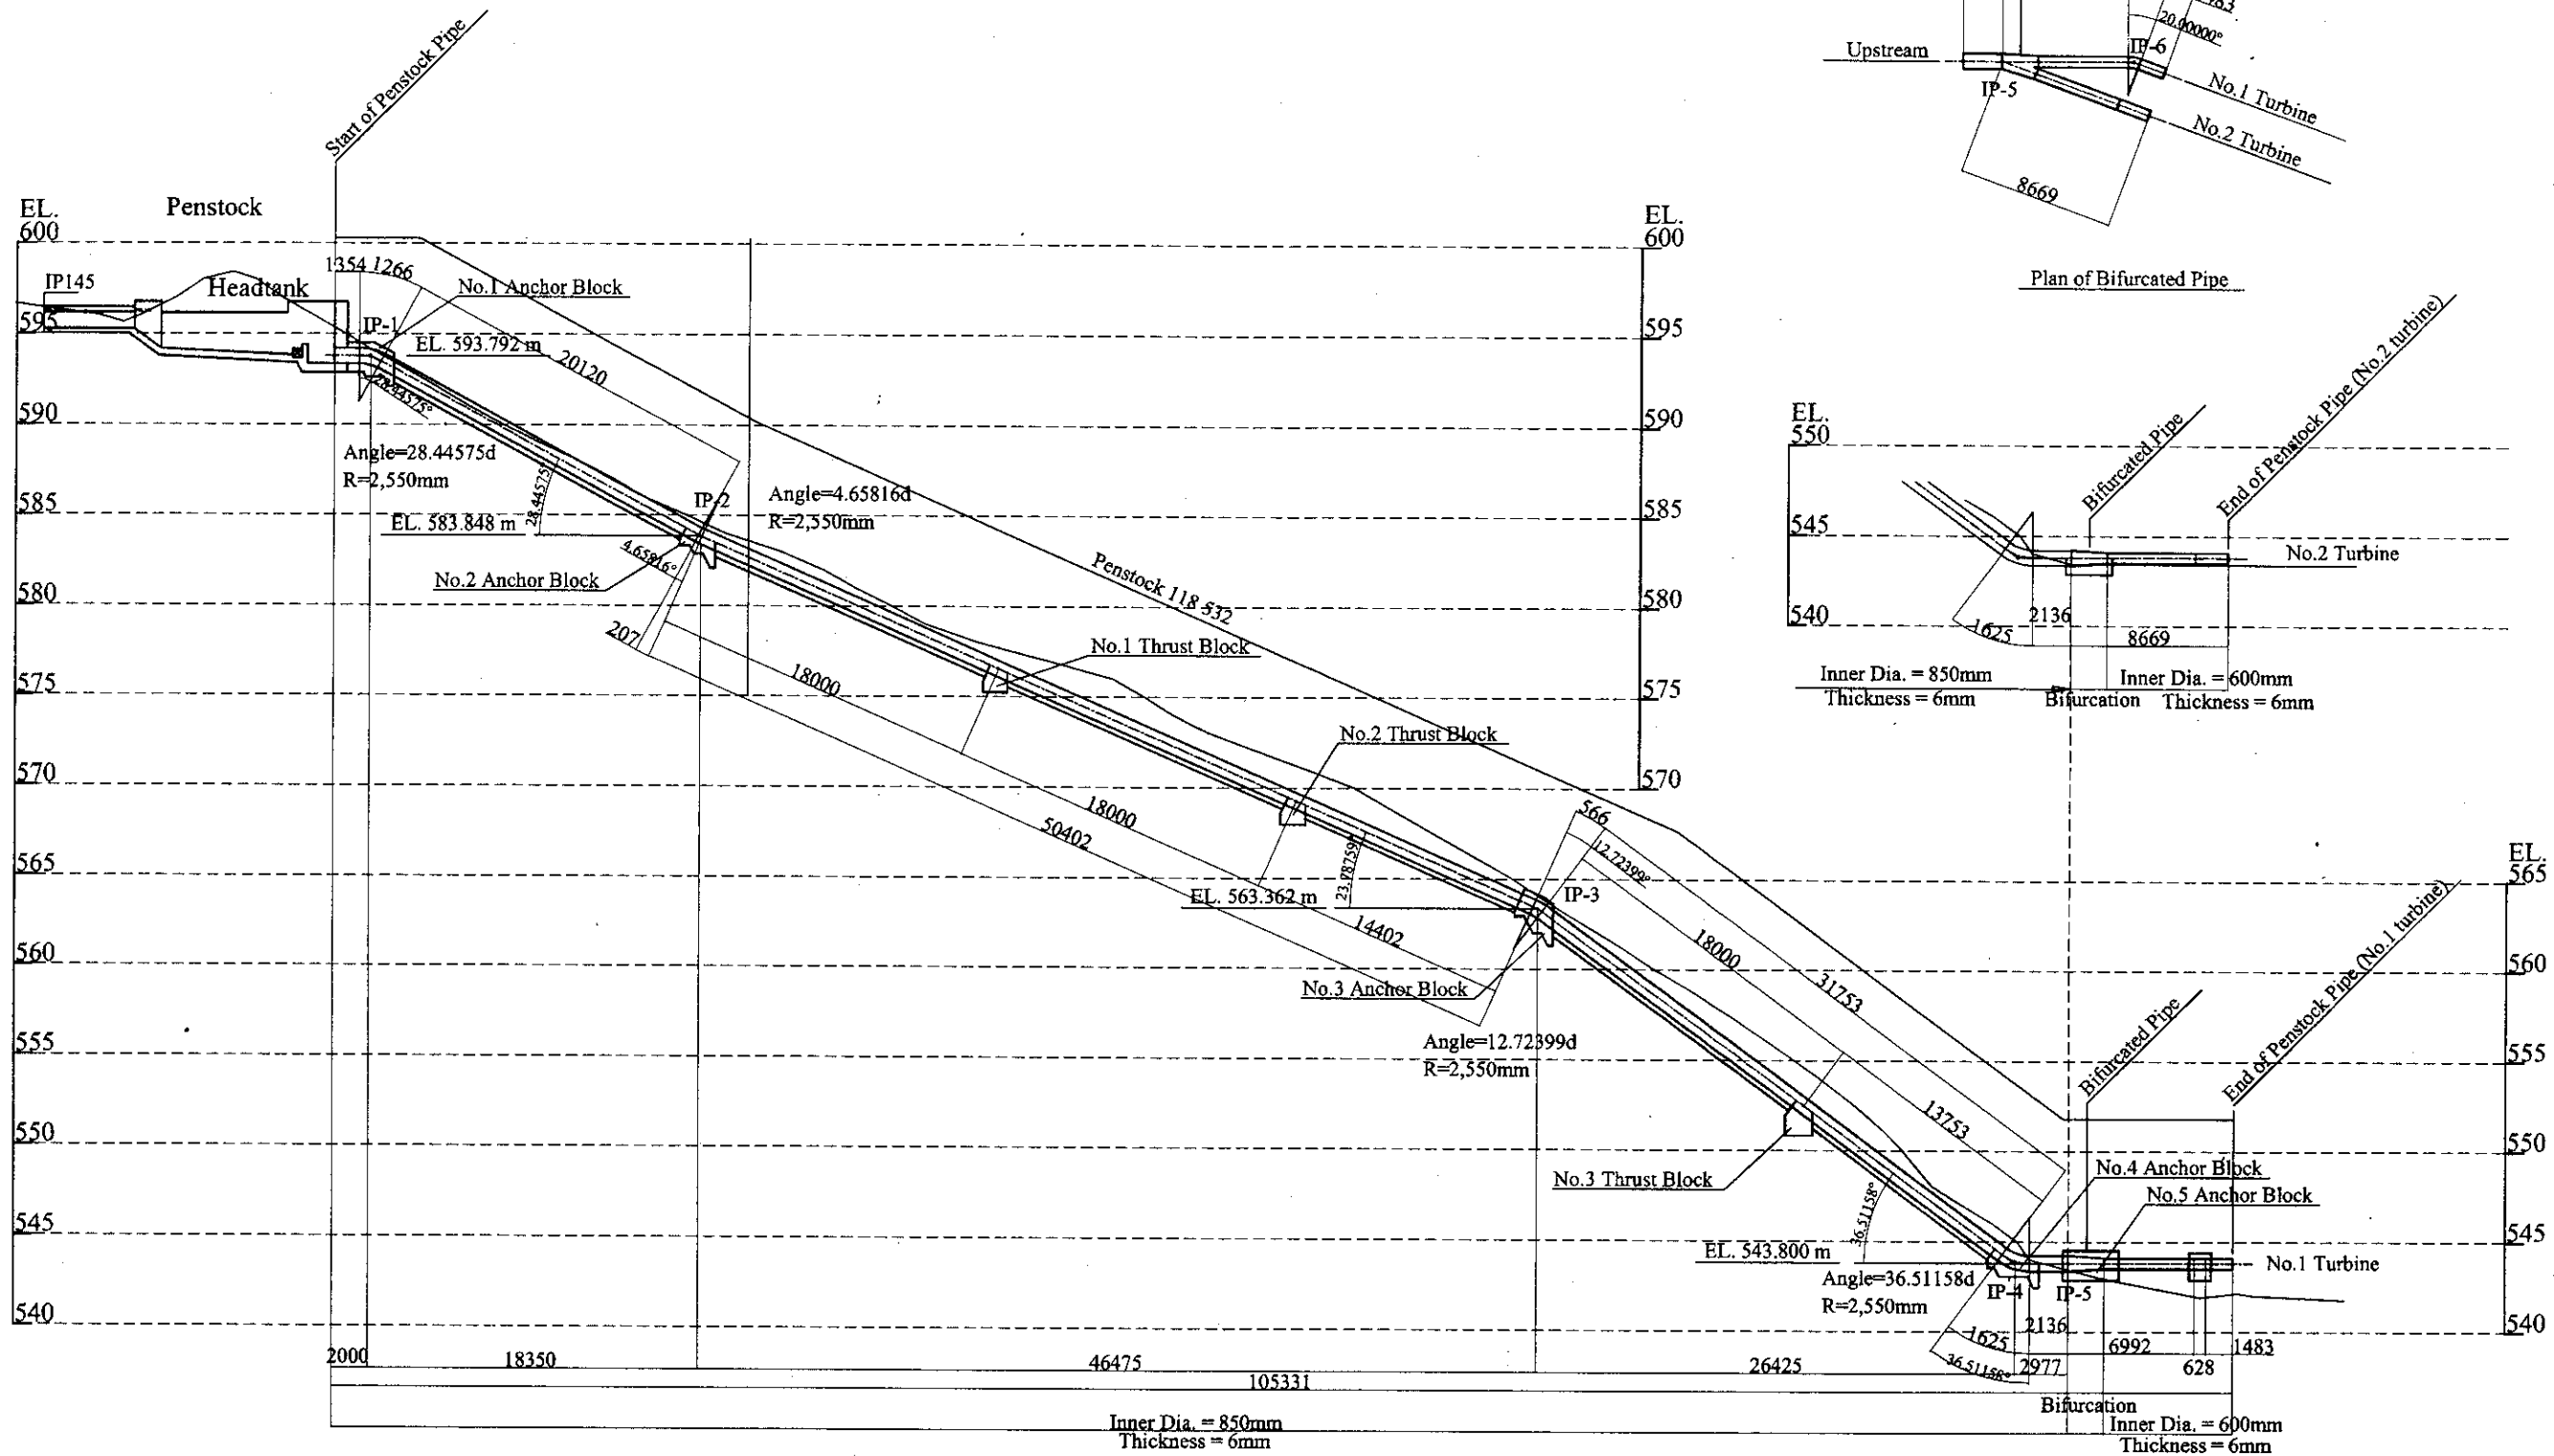 Start of Penstock Pipe
20.00000°
Upstream
IP-6
IP-5
No.1 Turbine
No.2 Turbine
8669
Plan of Bifurcated Pipe
Penstock
EL.
600
595
590
585
580
575
570
565
560
555
550
545
540
EL.
600
595
590
585
580
575
570
IP145
Headtank
1354
1266
No.1 Anchor Block
IP-1
EL. 593.792 m
20120
28.44575°
Angle=28.44575d
R=2,550mm
28.44575°
IP-2
Angle=4.65816d
R=2,550mm
EL. 583.848 m
4.65816°
No.2 Anchor Block
207
Penstock 118 532
No.1 Thrust Block
18000
No.2 Thrust Block
18000
50402
23.78759°
EL. 563.362 m
14402
566
12.72399°
IP-3
18000
31753
No.3 Anchor Block
Angle=12.72399d
R=2,550mm
13753
No.3 Thrust Block
36.51158°
EL. 543.800 m
Angle=36.51158d
R=2,550mm
IP-4
IP-5
Bifurcated Pipe
End of Penstock Pipe (No.1 turbine)
No.4 Anchor Block
No.5 Anchor Block
No.1 Turbine
EL.
565
560
555
550
545
540
1625
2136
6992
1483
36.51158°
2977
628
2000
18350
46475
26425
105331
Inner Dia. = 850mm
Thickness = 6mm
Bifurcation
Inner Dia. = 600mm
Thickness = 6mm
EL.
550
545
540
Bifurcated Pipe
End of Penstock Pipe (No.2 turbine)
No.2 Turbine
1625
2136
8669
Inner Dia. = 850mm
Thickness = 6mm
Bifurcation
Inner Dia. = 600mm
Thickness = 6mm